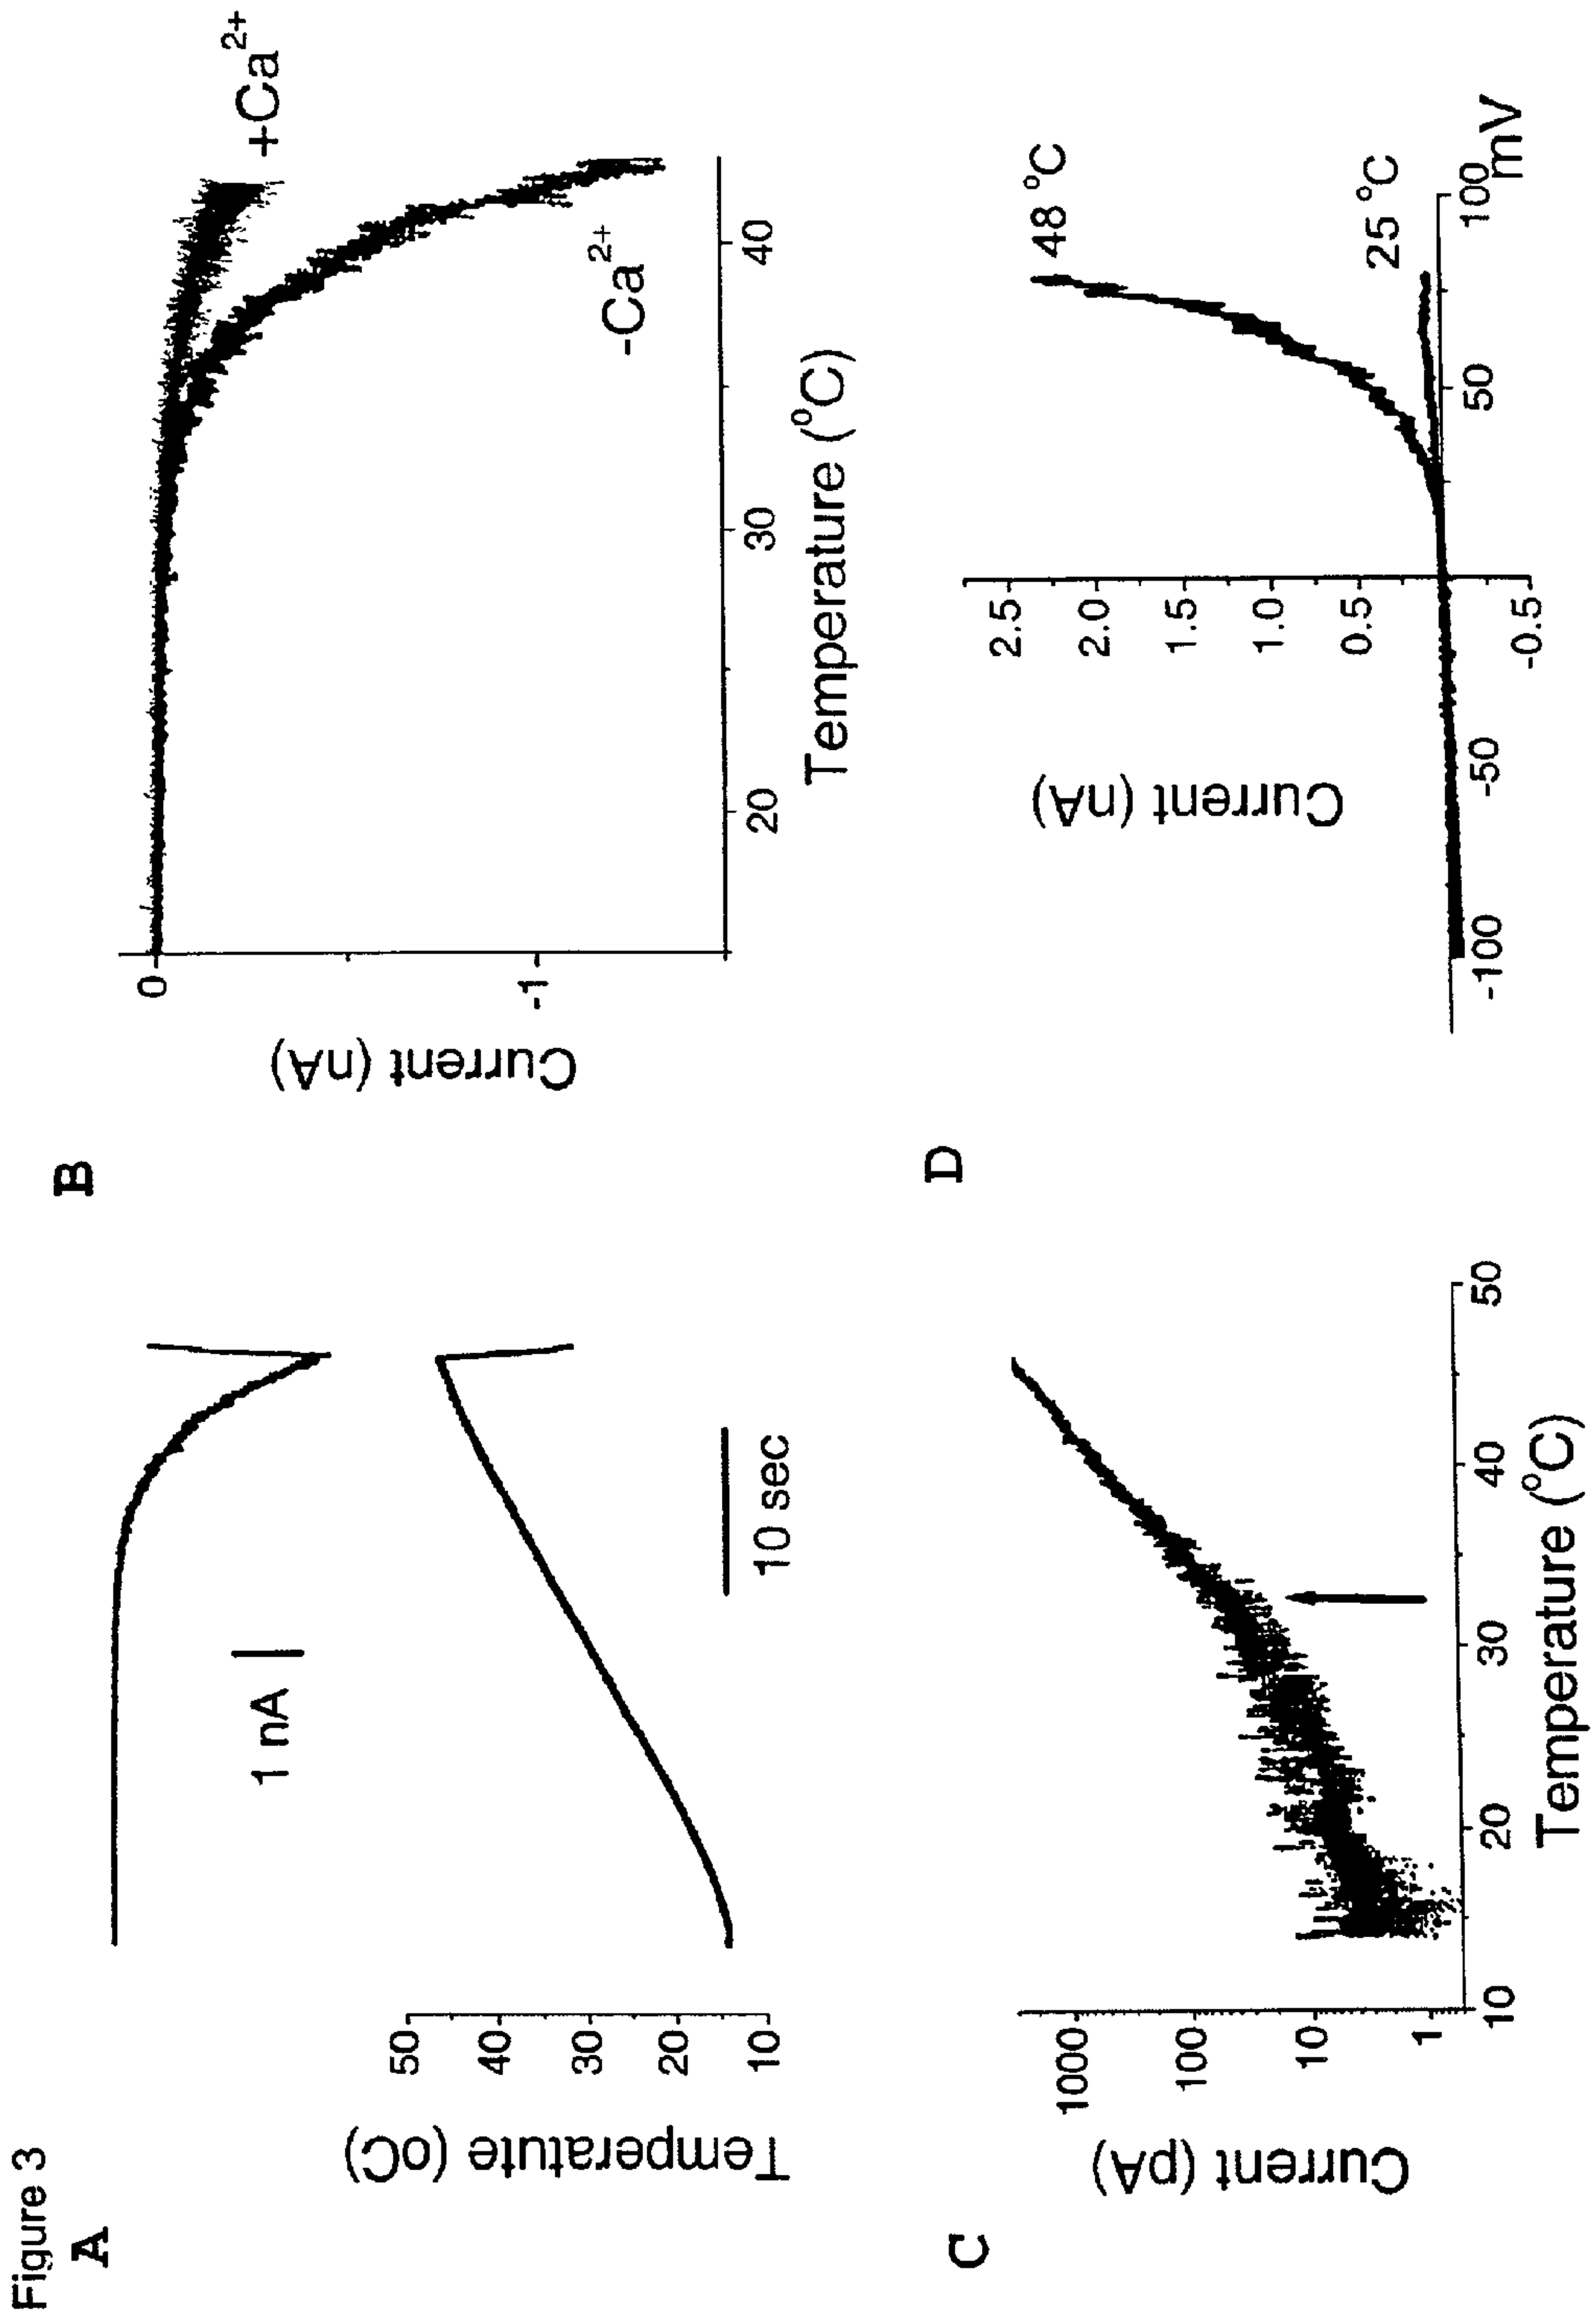 Figure 3
A
1 nA
Temperatute (oC)
50
40
30
20
10
10 sec
B
Current (nA)
0
-1
+Ca2+
-Ca2+
20
30
40
Temperature (°C)
C
Current (pA)
1000
100
10
1
10
20
30
40
50
Temperature (°C)
D
Current (nA)
2.5
2.0
1.5
1.0
0.5
-0.5
48 °C
25 °C
-100
-50
50
100
mV